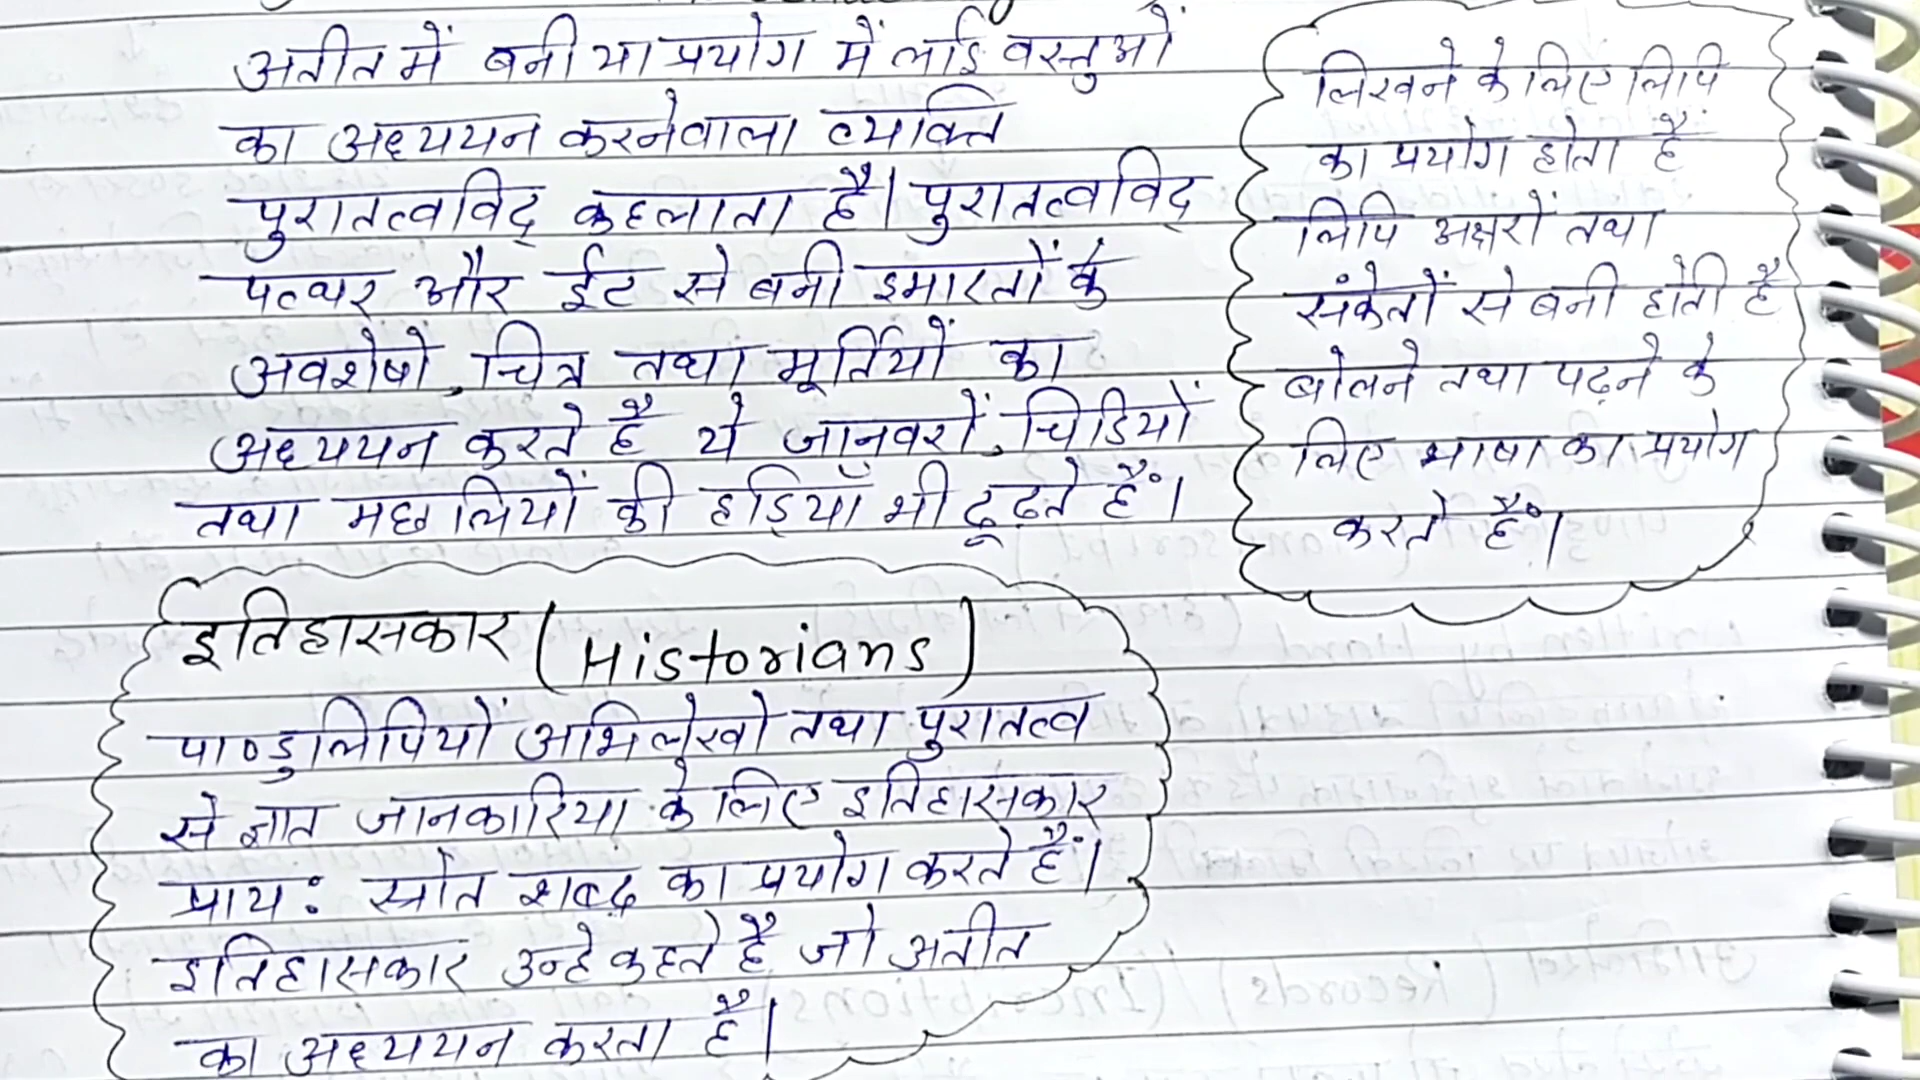 अतीत में बनी या प्रयोग में लाई वस्तुओं
का अध्ययन करनेवाला व्यक्ति
पुरातत्वविद् कहलाता है। पुरातत्वविद्
पत्थर और ईट से बनी इमारतों के
अवशेषो, चित्र तथा मूर्तियों का
अध्ययन करते हैं ये जानवरों, चिडियों
तथा मछलियों की हड्डियाँ भी ढूढ़ते हैं।
लिखने के लिए लिपि
का प्रयोग होता है
लिपि अक्षरों तथा
संकेतों से बनी होती है
बोलने तथा पढ़ने के
लिए भाषा का प्रयोग
करते हैं।
इतिहासकार (Historians)
पाण्डुलिपियों अभिलेखो तथा पुरातत्व
से ज्ञात जानकारिया के लिए इतिहासकार
प्राय: स्रोत शब्द का प्रयोग करते हैं।
इतिहासकार उन्हे कहते है जो अतीत
का अध्ययन करता है।